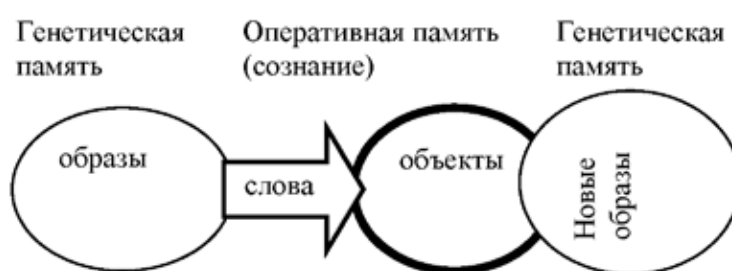 Генетическая
память
Оперативная память
(сознание)
Генетическая
память
образы
слова
объекты
Новые
образы